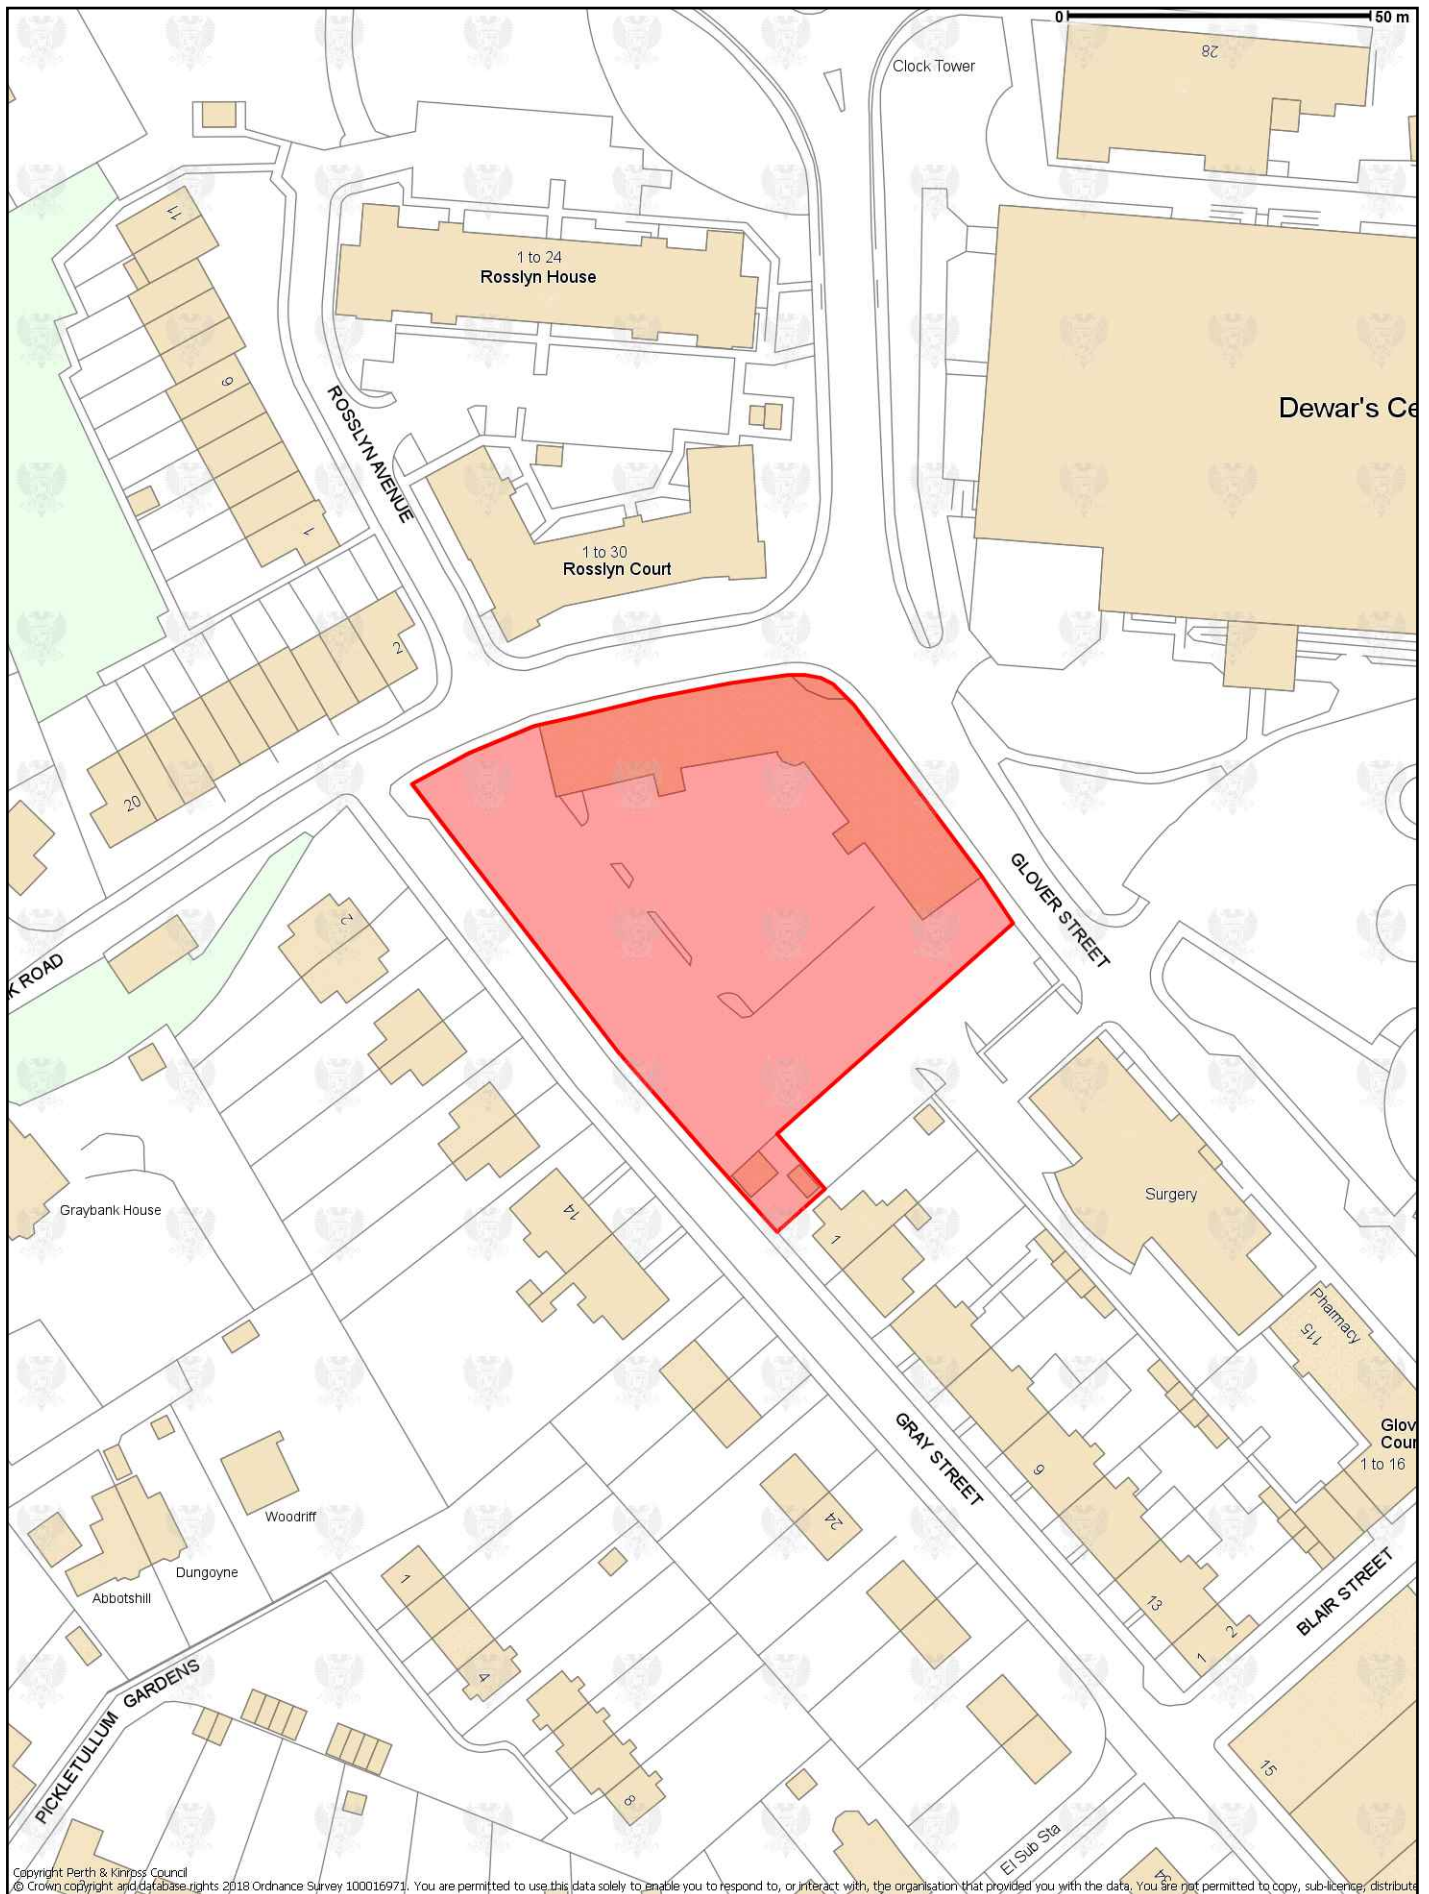 0 50 m
28
Clock Tower
11
1 to 24
Rosslyn House
9
Dewar's Ce
ROSSLYN AVENUE
1
1 to 30
Rosslyn Court
2
20
GLOVER STREET
2
K ROAD
Surgery
Graybank House
14
1
Pharmacy
115
Glov
Cour
1 to 16
GRAY STREET
9
24
Woodriff
Dungoyne
Abbotshill
1
4
13
2
1
BLAIR STREET
PICKLETULLUM GARDENS
15
8
El Sub Sta
34
Copyright Perth & Kinross Council
© Crown copyright and database rights 2018 Ordnance Survey 100016971. You are permitted to use this data solely to enable you to respond to, or interact with, the organisation that provided you with the data. You are not permitted to copy, sub-licence, distribute